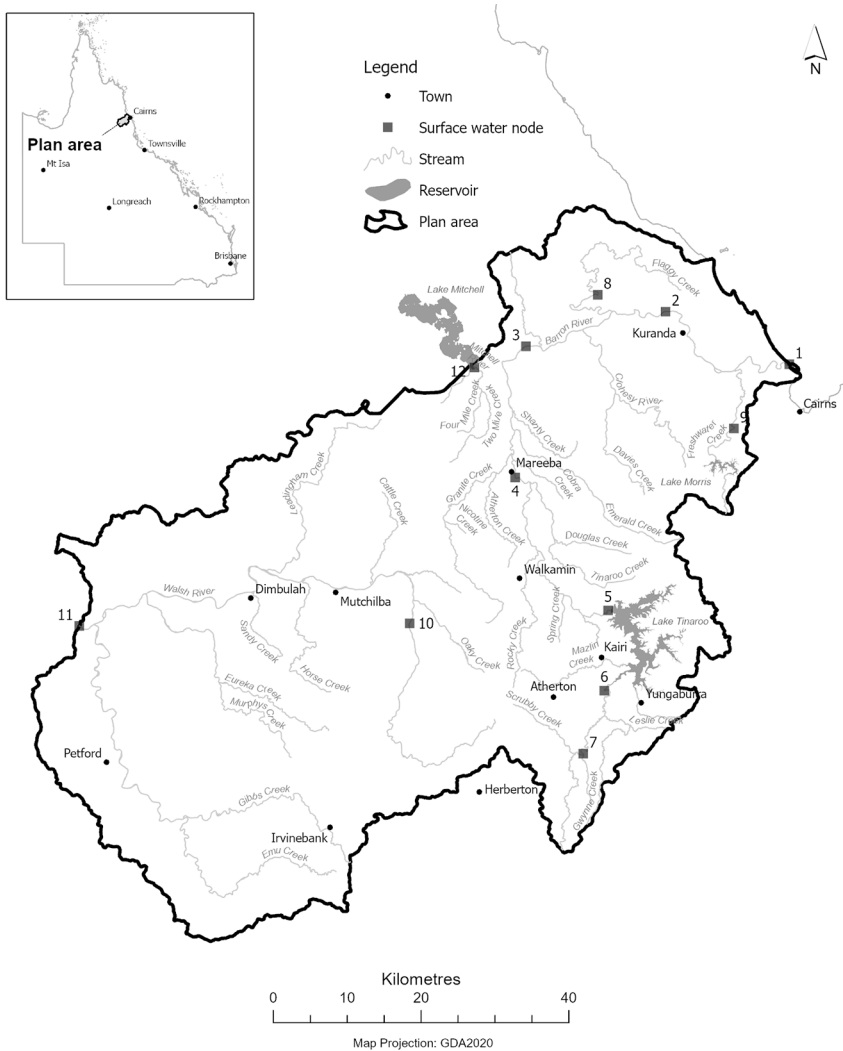 Cairns
Plan area
Townsville
Mt Isa
Longreach
Rockhampton
Brisbane
Legend
Town
Surface water node
Stream
Reservoir
Plan area
N
Lake Mitchell
Flaggy Creek
8
2
Barron River
Kuranda
3
1
Mitchell
River
12
Cairns
Clohesy River
Four
Mile Creek
Two Mile Creek
9
Freshwater
Creek
Shanty Creek
Davies Creek
Lake Morris
Mareeba
4
Cobra
Creek
Leadingham Creek
Cattle Creek
Granite Creek
Nicotine
Creek
Atherton Creek
Emerald Creek
Douglas Creek
Walkamin
Tinaroo Creek
Walsh River
Dimbulah
Mutchilba
11
10
5
Lake Tinaroo
Spring Creek
Rocky Creek
Sandy Creek
Horse Creek
Oaky Creek
Mazlin
Creek
Kairi
Atherton
6
Yungaburra
Eureka Creek
Murphys Creek
Scrubby Creek
Leslie Creek
7
Petford
Gwynne Creek
Herberton
Gibbs Creek
Irvinebank
Emu Creek
Kilometres
0 10 20 40
Map Projection: GDA2020